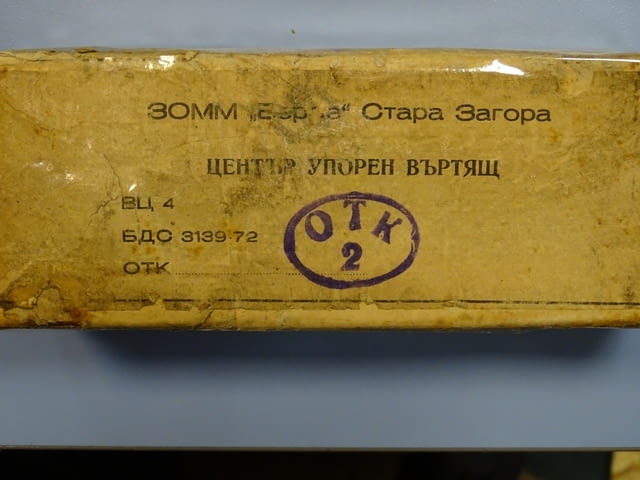 ЗОММ Стара Загора
ЦЕНТЪР УПОРЕН ВЪРТЯЩ
ВЦ 4
БДС 3139-72
ОТК
ОТК
2